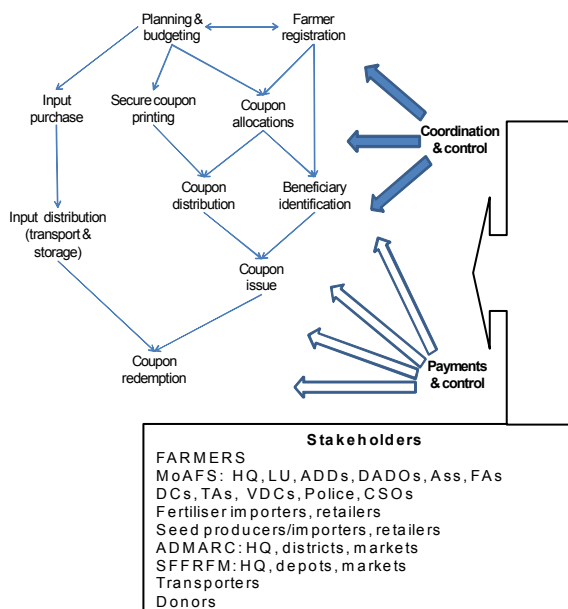 Planning &
budgeting
Farmer
registration
Input
purchase
Secure coupon
printing
Coupon
allocations
Coordination
& control
Coupon
distribution
Beneficiary
identification
Input distribution
(transport &
storage)
Coupon
issue
Coupon
redemption
Payments
& control
Stakeholders
FARMERS
MoAFS: HQ, LU, ADDs, DADOs, Ass, FAs
DCs, TAs, VDCs, Police, CSOs
Fertiliser importers, retailers
Seed producers/importers, retailers
ADMARC: HQ, districts, markets
SFFRFM: HQ, depots, markets
Transporters
Donors